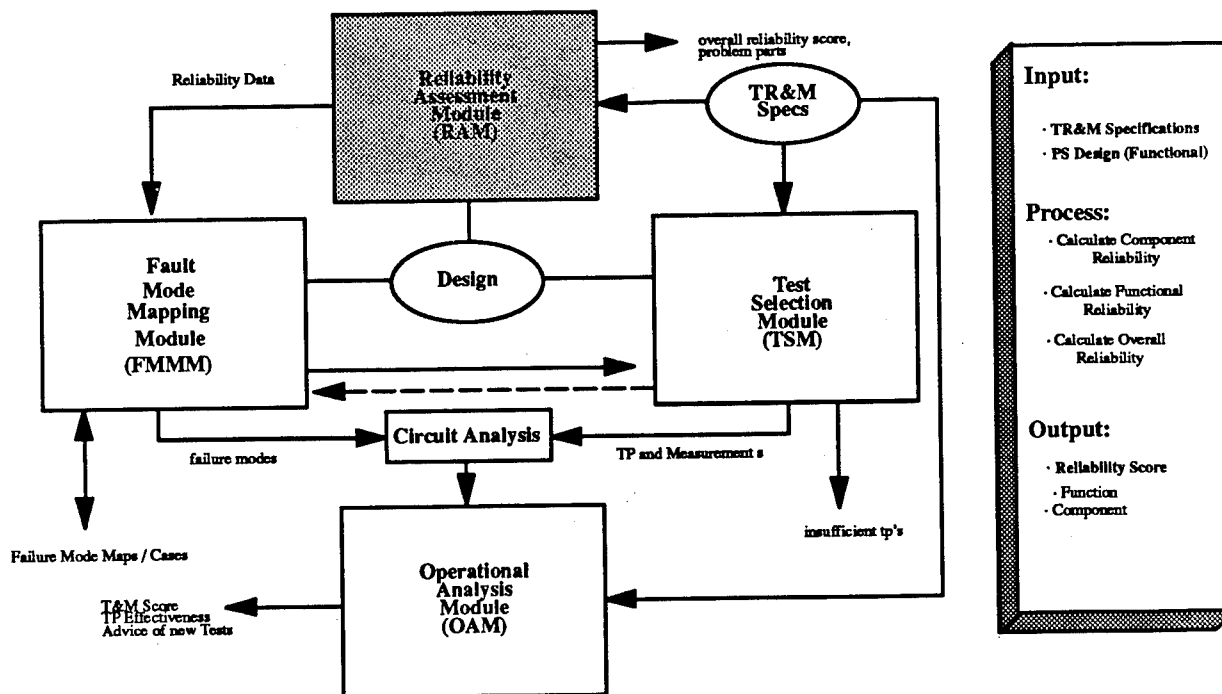 overall reliability score,
problem parts
Reliability Data
Reliability
Assessment
Module
(RAM)
TR&M
Specs
Fault
Mode
Mapping
Module
(FMMM)
Design
Test
Selection
Module
(TSM)
Circuit Analysis
failure modes
TP and Measurement s
insufficient tp's
Failure Mode Maps / Cases
Operational
Analysis
Module
(OAM)
T&M Score
TP Effectiveness
Advice of new Tests
Input:
· TR&M Specifications
· PS Design (Functional)
Process:
· Calculate Component
Reliability
· Calculate Functional
Reliability
· Calculate Overall
Reliability
Output:
· Reliability Score
· Function
· Component